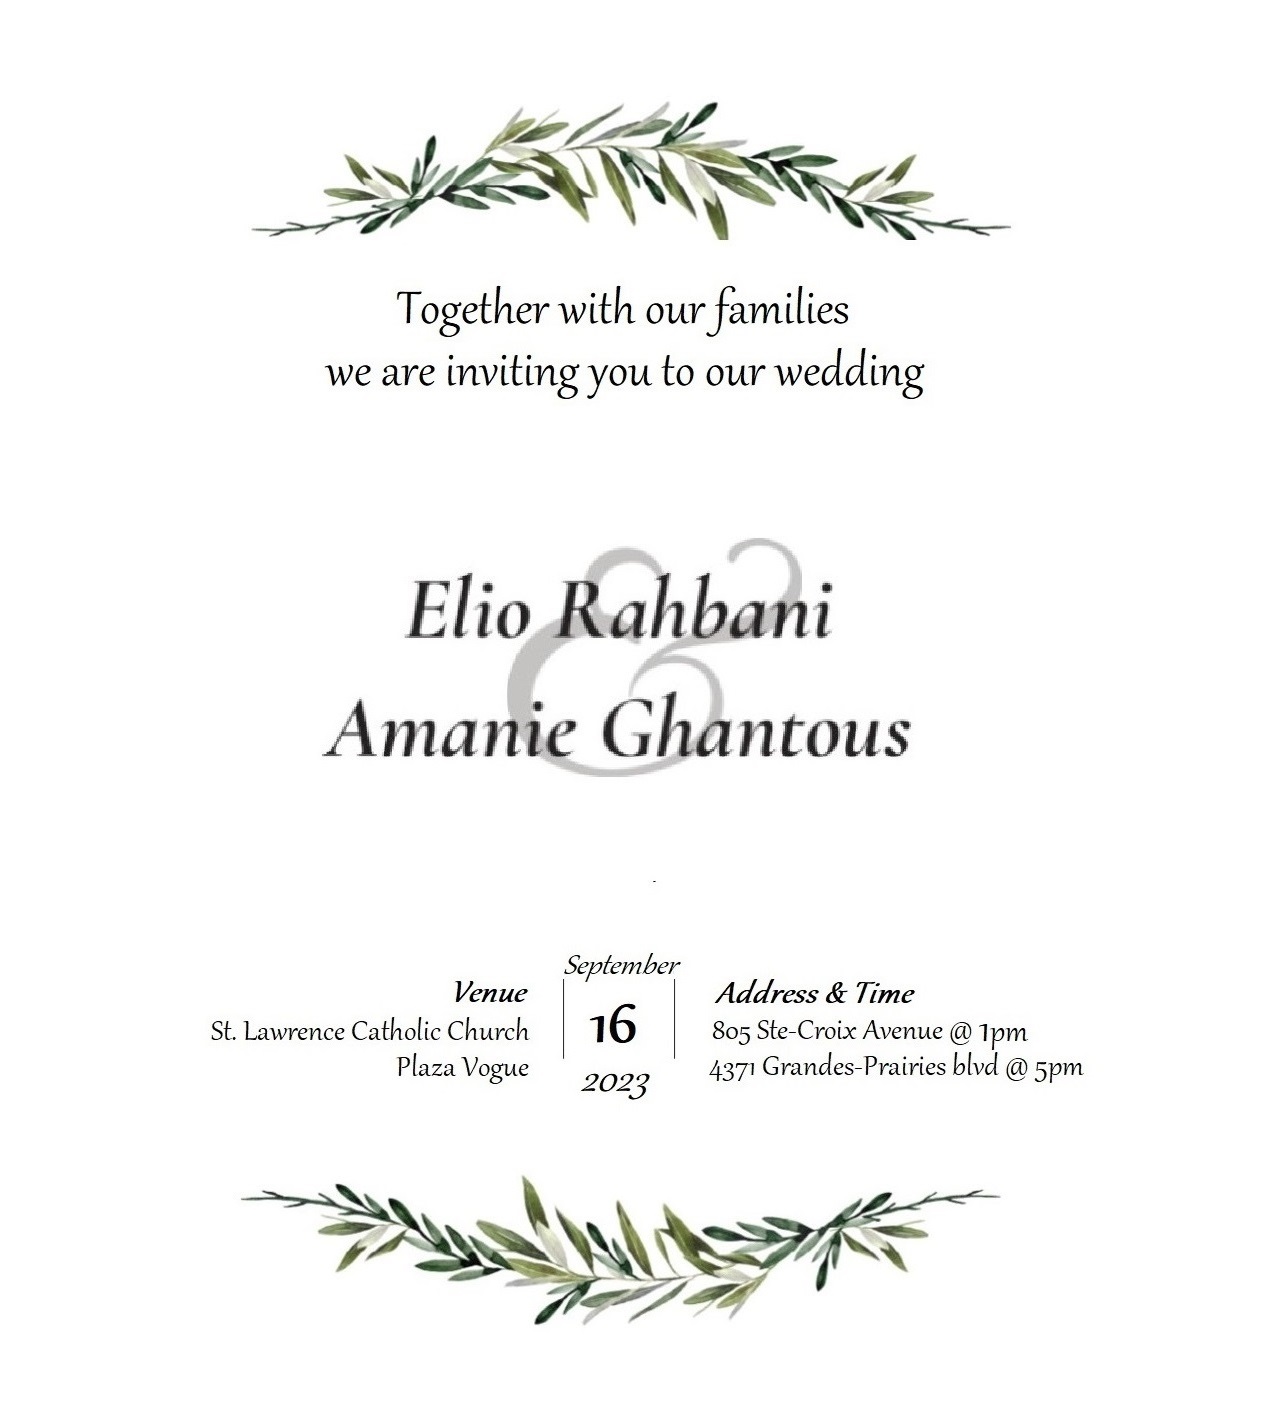 Together with our families
we are inviting you to our wedding
&
Elio Rahbani
Amanie Ghantous
September
16
2023
Venue
St. Lawrence Catholic Church
Plaza Vogue
Address & Time
805 Ste-Croix Avenue @ 1pm
4371 Grandes-Prairies blvd @ 5pm